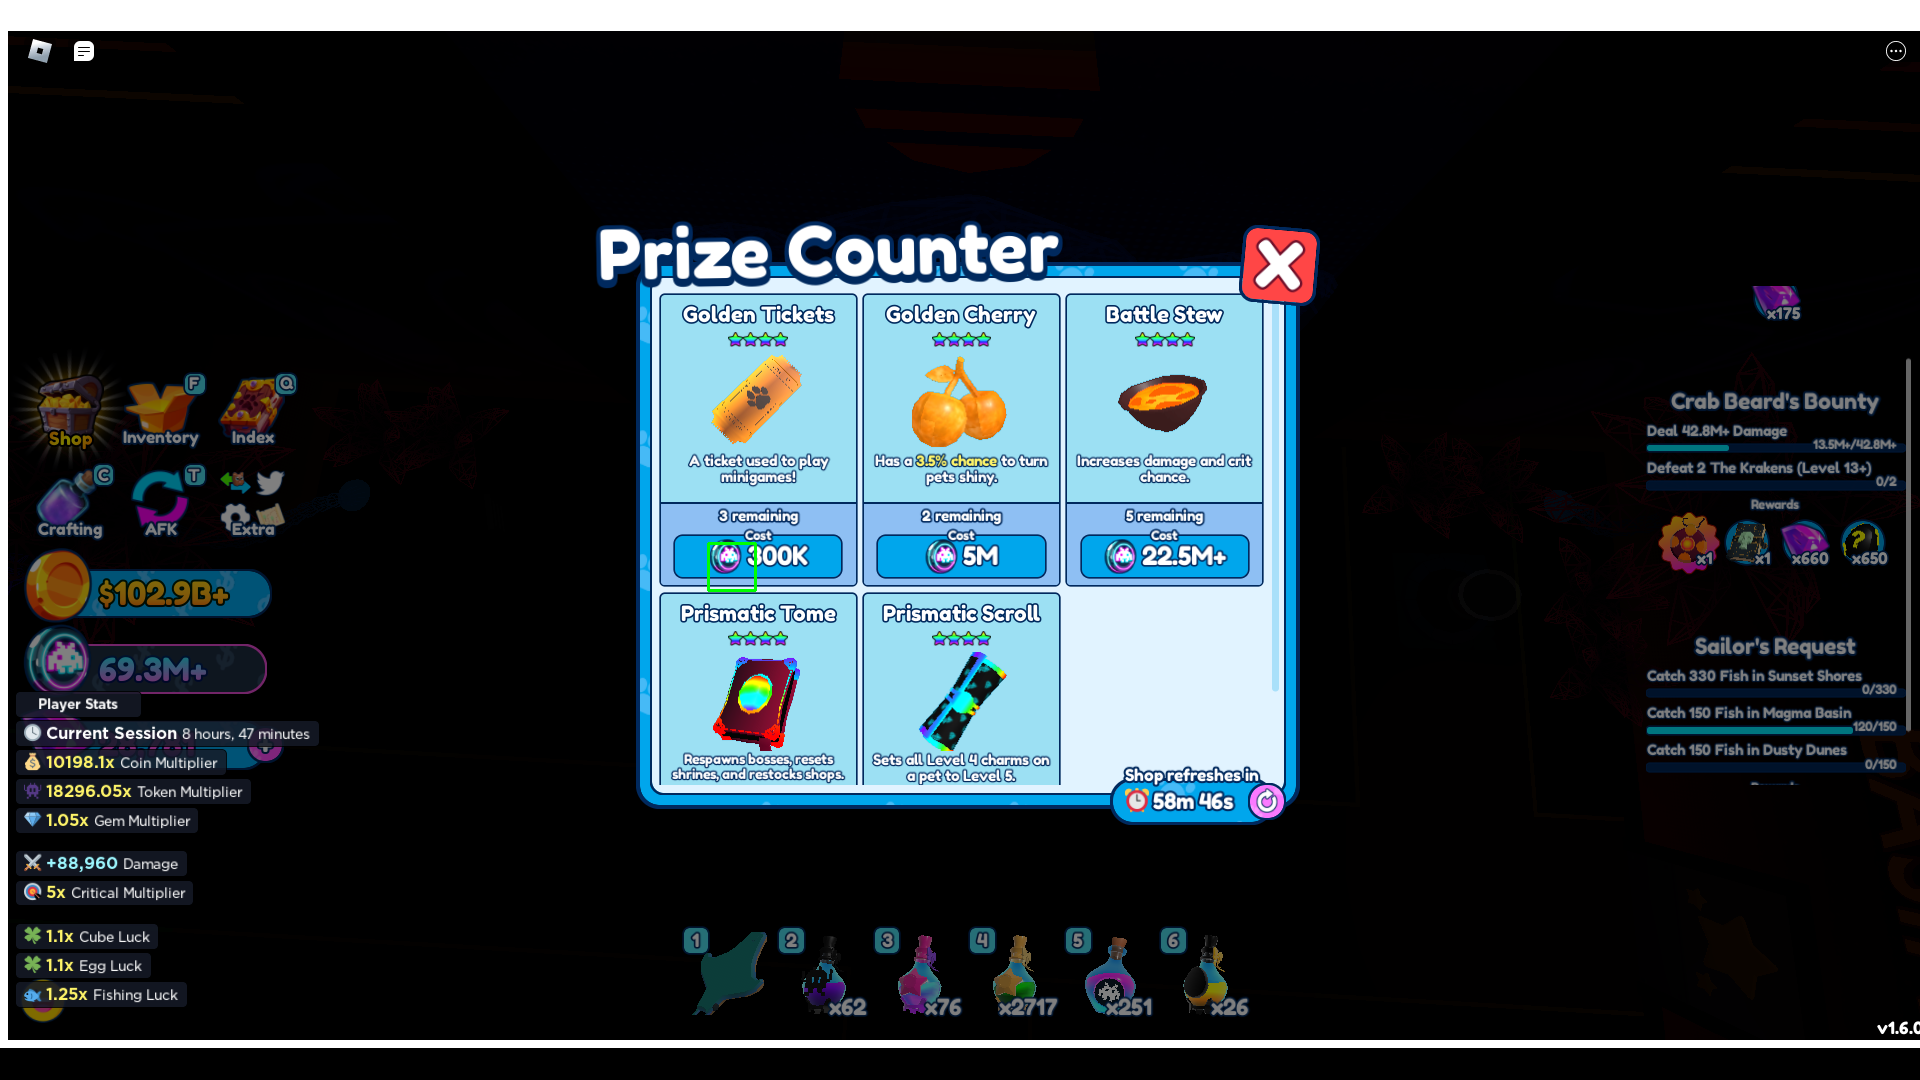 Prize Counter
Golden Tickets
A ticket used to play
minigames!
3 remaining
Cost
300K
Golden Cherry
Has a 3.5% chance to turn
pets shiny.
2 remaining
Cost
5M
Battle Stew
Increases damage and crit
chance.
5 remaining
Cost
22.5M+
Prismatic Tome
Respawns bosses, resets
shrines, and restocks shops.
Prismatic Scroll
Sets all Level 4 charms on
a pet to Level 5.
Shop refreshes in
58m 46s
Shop
F
Inventory
Q
Index
C
Crafting
T
AFK
Extra
$102.9B+
69.3M+
Player Stats
Current Session 8 hours, 47 minutes
10198.1x Coin Multiplier
18296.05x Token Multiplier
1.05x Gem Multiplier
+88,960 Damage
5x Critical Multiplier
1.1x Cube Luck
1.1x Egg Luck
1.25x Fishing Luck
x175
Crab Beard's Bounty
Deal 42.8M+ Damage
13.5M+/42.8M+
Defeat 2 The Krakens (Level 13+)
0/2
Rewards
x1
x1
x660
x650
Sailor's Request
Catch 330 Fish in Sunset Shores
0/330
Catch 150 Fish in Magma Basin
120/150
Catch 150 Fish in Dusty Dunes
0/150
1
2
x62
3
x76
4
x2717
5
x251
6
x26
v1.6.0